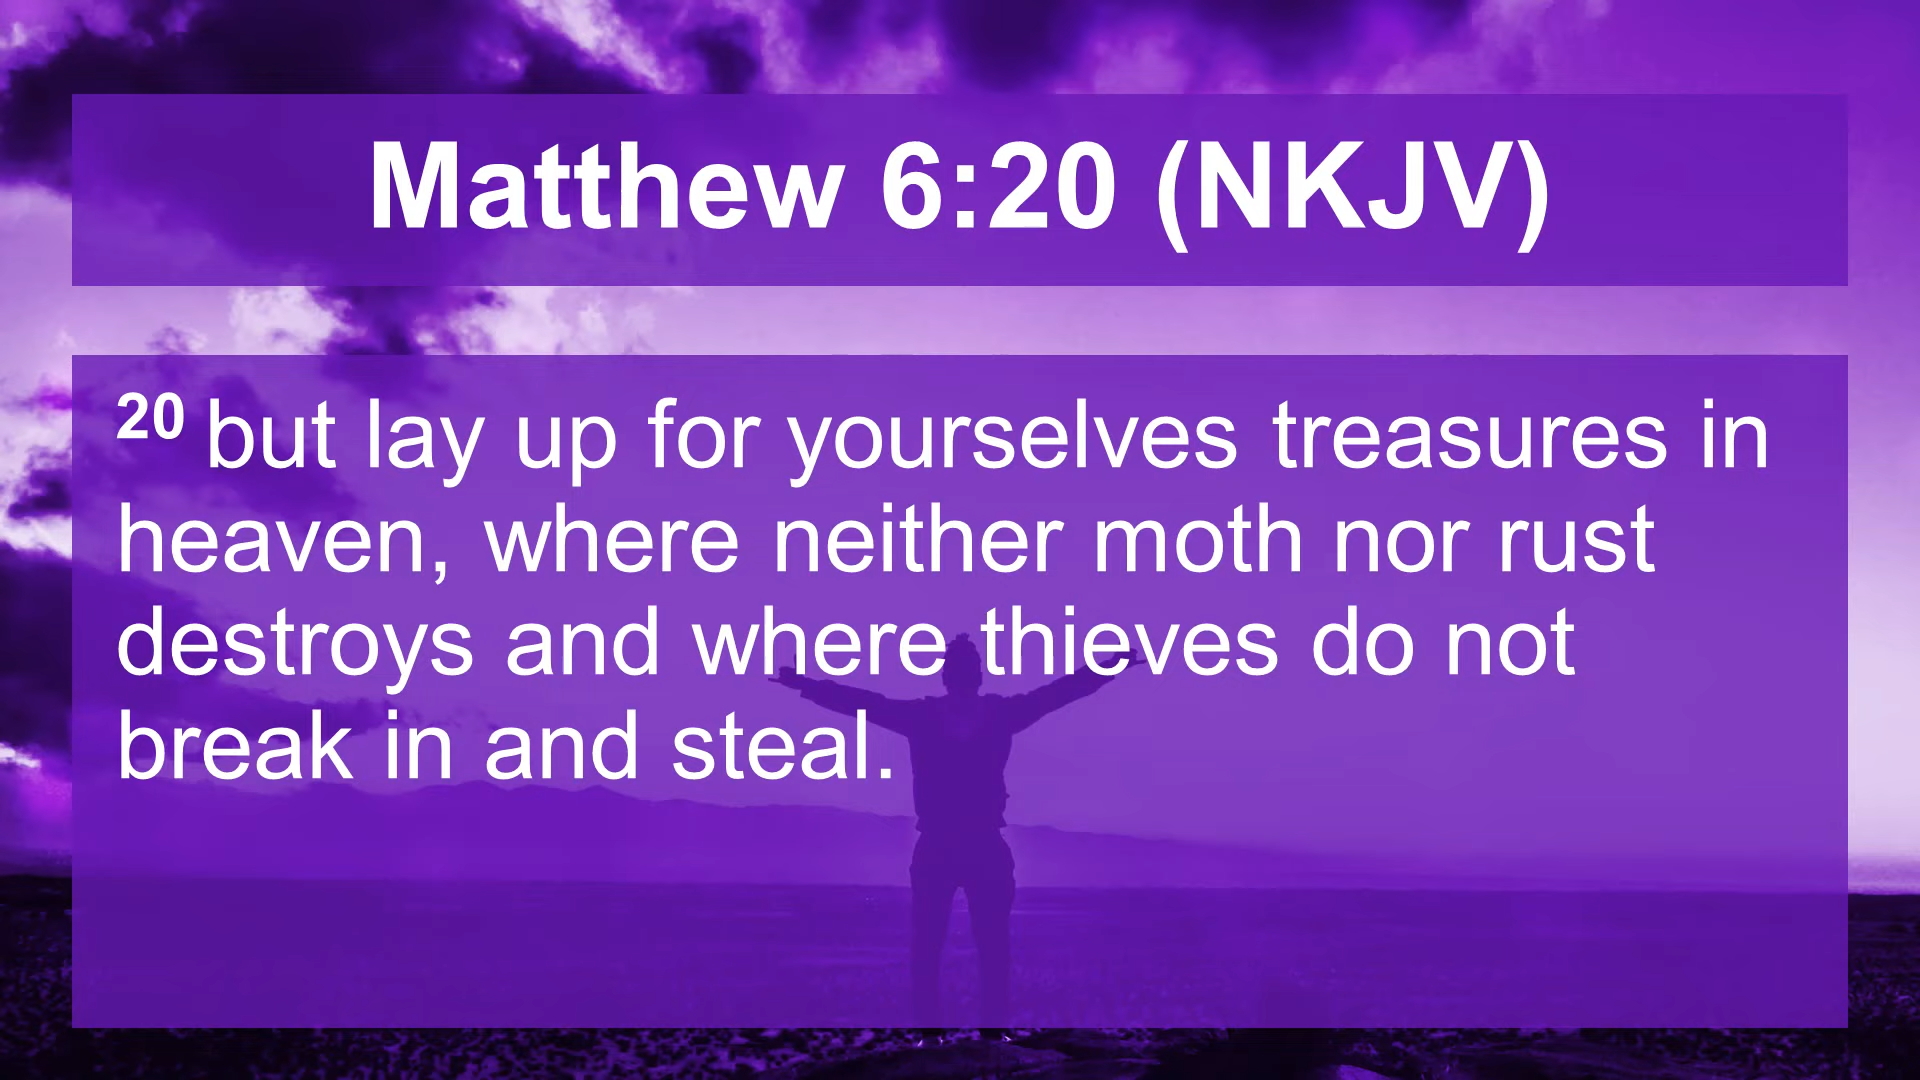 Matthew 6:20 (NKJV)
20 but lay up for yourselves treasures in
heaven, where neither moth nor rust
destroys and where thieves do not
break in and steal.